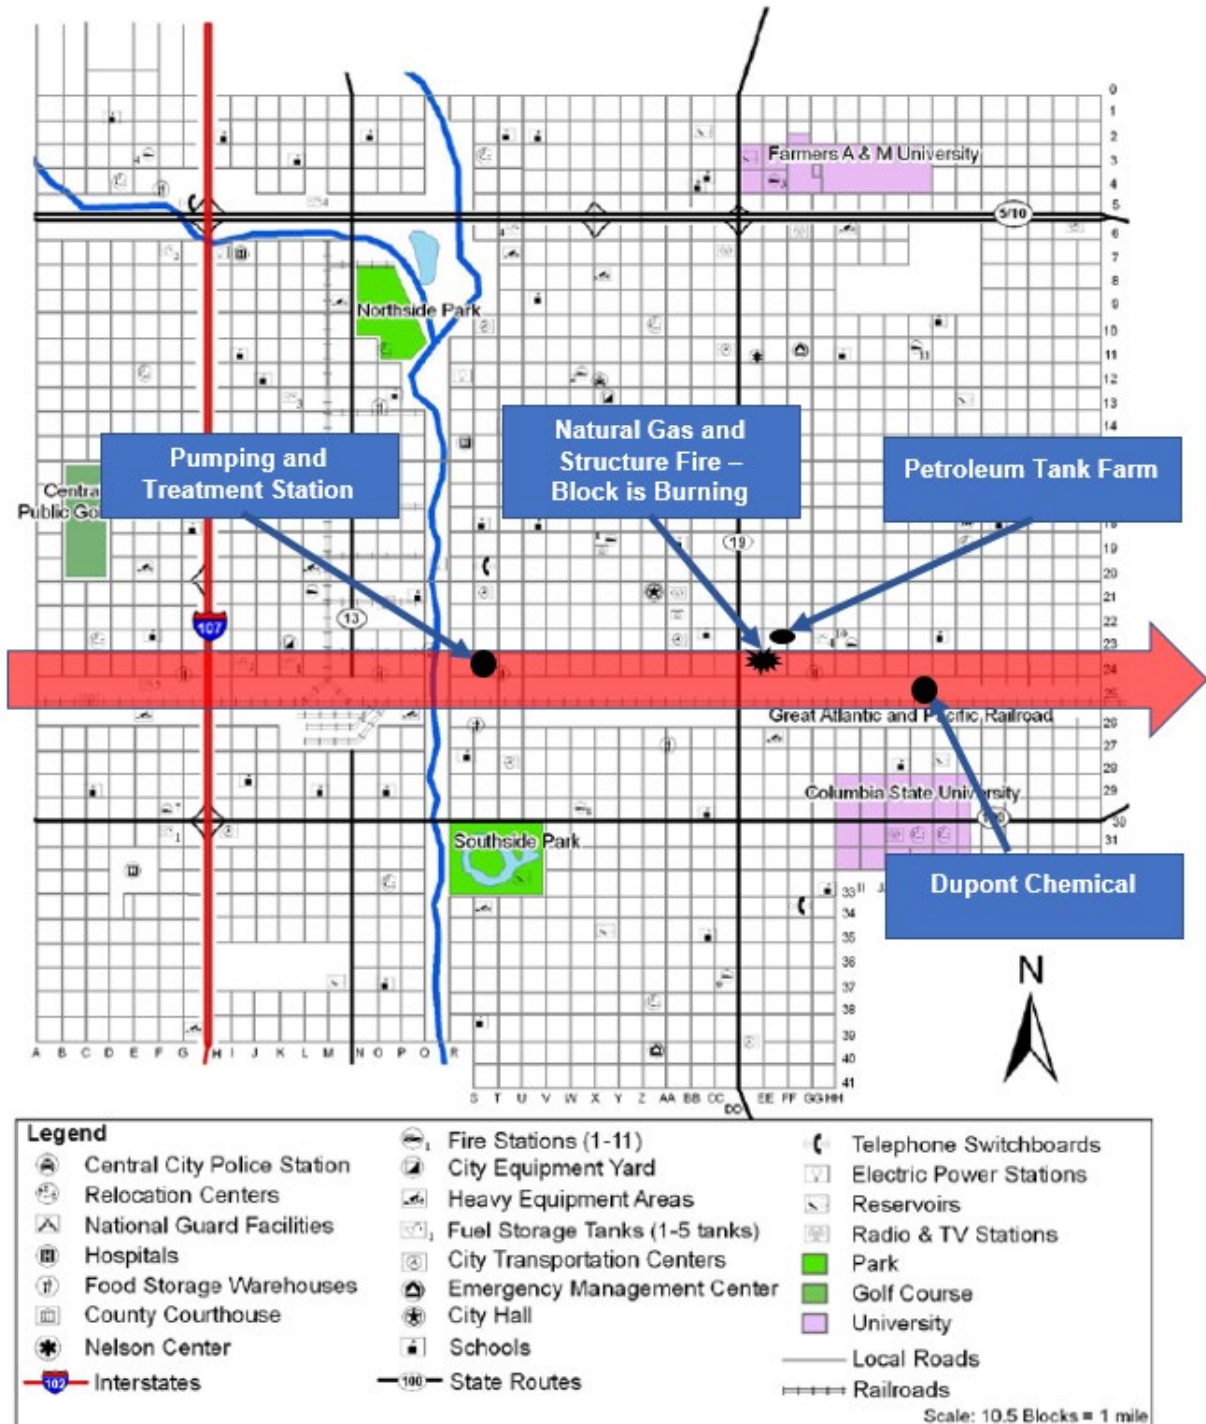 0
1
2
3
4
5
6
7
8
9
10
11
12
13
14
Farmers A & M University
5/10
Northside Park
Pumping and
Treatment Station
Natural Gas and
Structure Fire –
Block is Burning
Petroleum Tank Farm
Centra
Public Go
18
19
20
21
22
23
24
25
26
27
28
29
30
31
19
107
13
Great Atlantic and Pacific Railroad
Columbia State University
Southside Park
Dupont Chemical
33
34
35
36
37
38
39
40
41
N
A B C D E F G H I J K L M N O P Q R
S T U V W X Y Z AA BB CC DD EE FF GG HH
Legend
Central City Police Station
Relocation Centers
National Guard Facilities
Hospitals
Food Storage Warehouses
County Courthouse
Nelson Center
102 Interstates
Fire Stations (1-11)
City Equipment Yard
Heavy Equipment Areas
Fuel Storage Tanks (1-5 tanks)
City Transportation Centers
Emergency Management Center
City Hall
Schools
100 State Routes
Telephone Switchboards
Electric Power Stations
Reservoirs
Radio & TV Stations
Park
Golf Course
University
Local Roads
Railroads
Scale: 10.5 Blocks = 1 mile